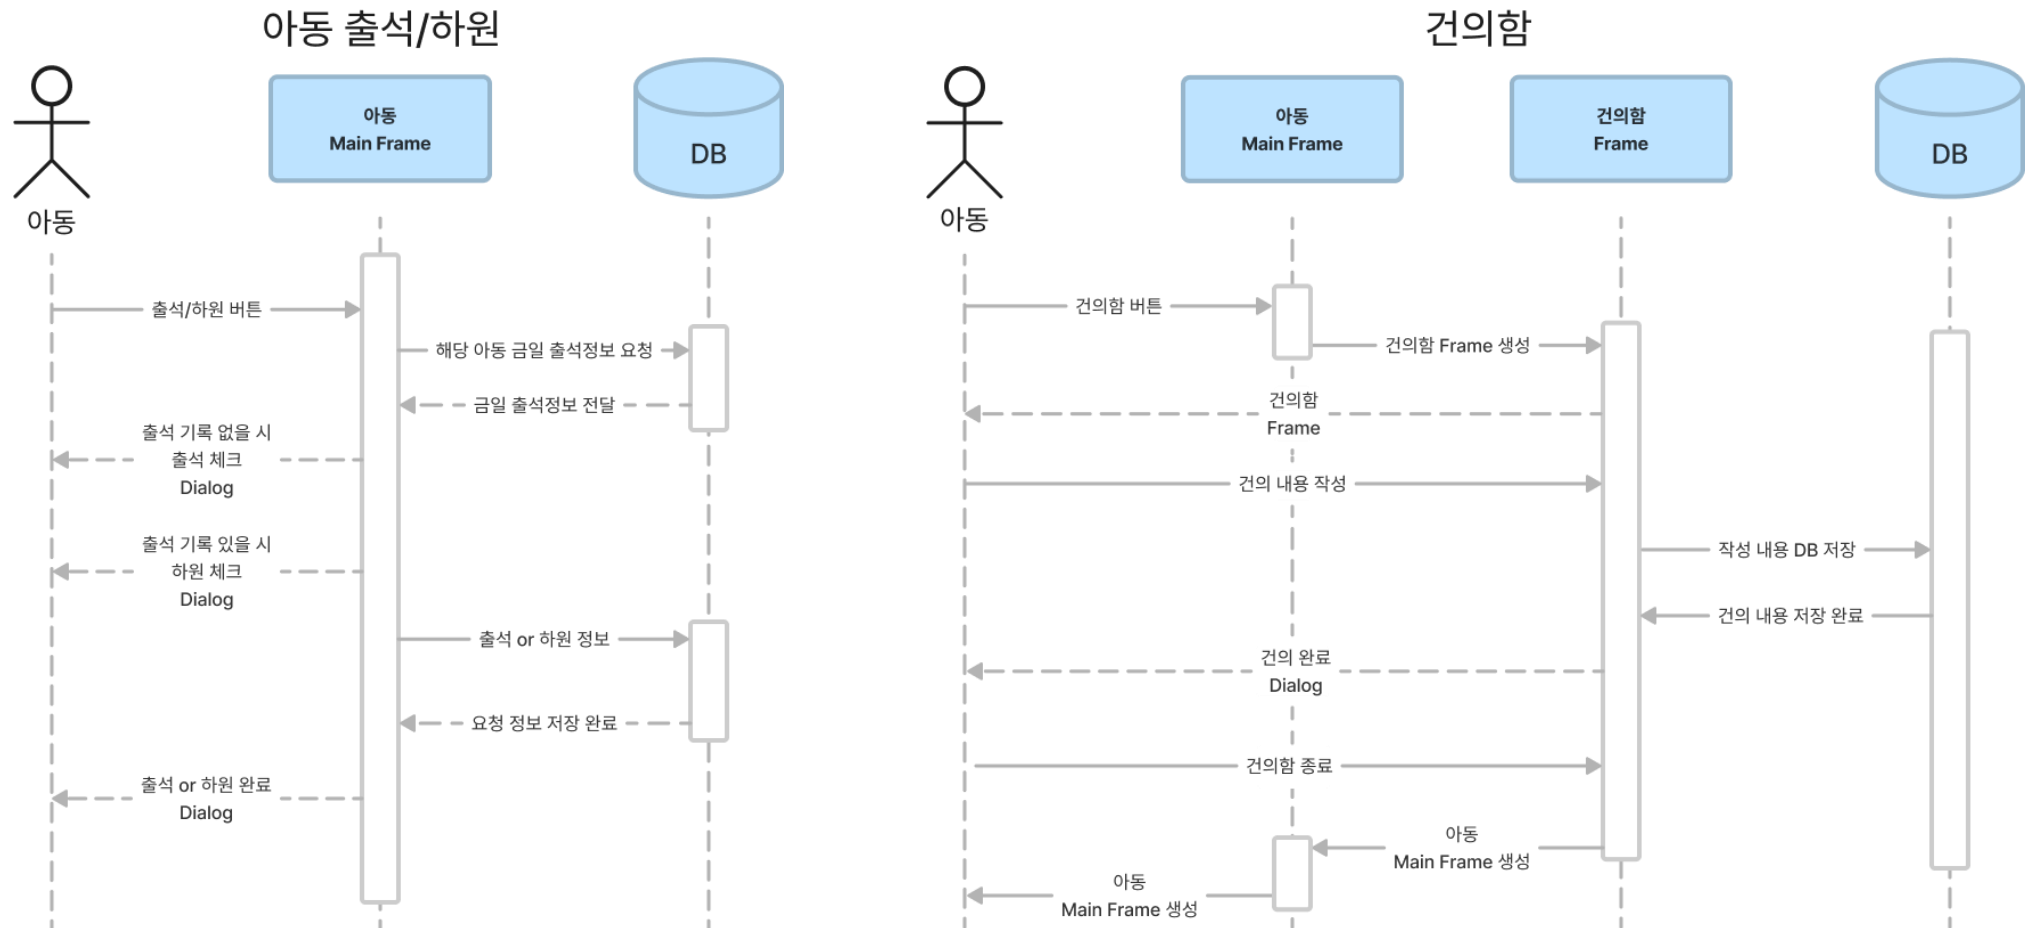 아동 출석/하원
아동
Main Frame
DB
아동
출석/하원 버튼
해당 아동 금일 출석정보 요청
금일 출석정보 전달
출석 기록 없을 시
출석 체크
Dialog
출석 기록 있을 시
하원 체크
Dialog
출석 or 하원 정보
요청 정보 저장 완료
출석 or 하원 완료
Dialog
건의함
아동
Main Frame
건의함
Frame
DB
아동
건의함 버튼
건의함 Frame 생성
건의함
Frame
건의 내용 작성
작성 내용 DB 저장
건의 내용 저장 완료
건의 완료
Dialog
건의함 종료
아동
Main Frame 생성
아동
Main Frame 생성